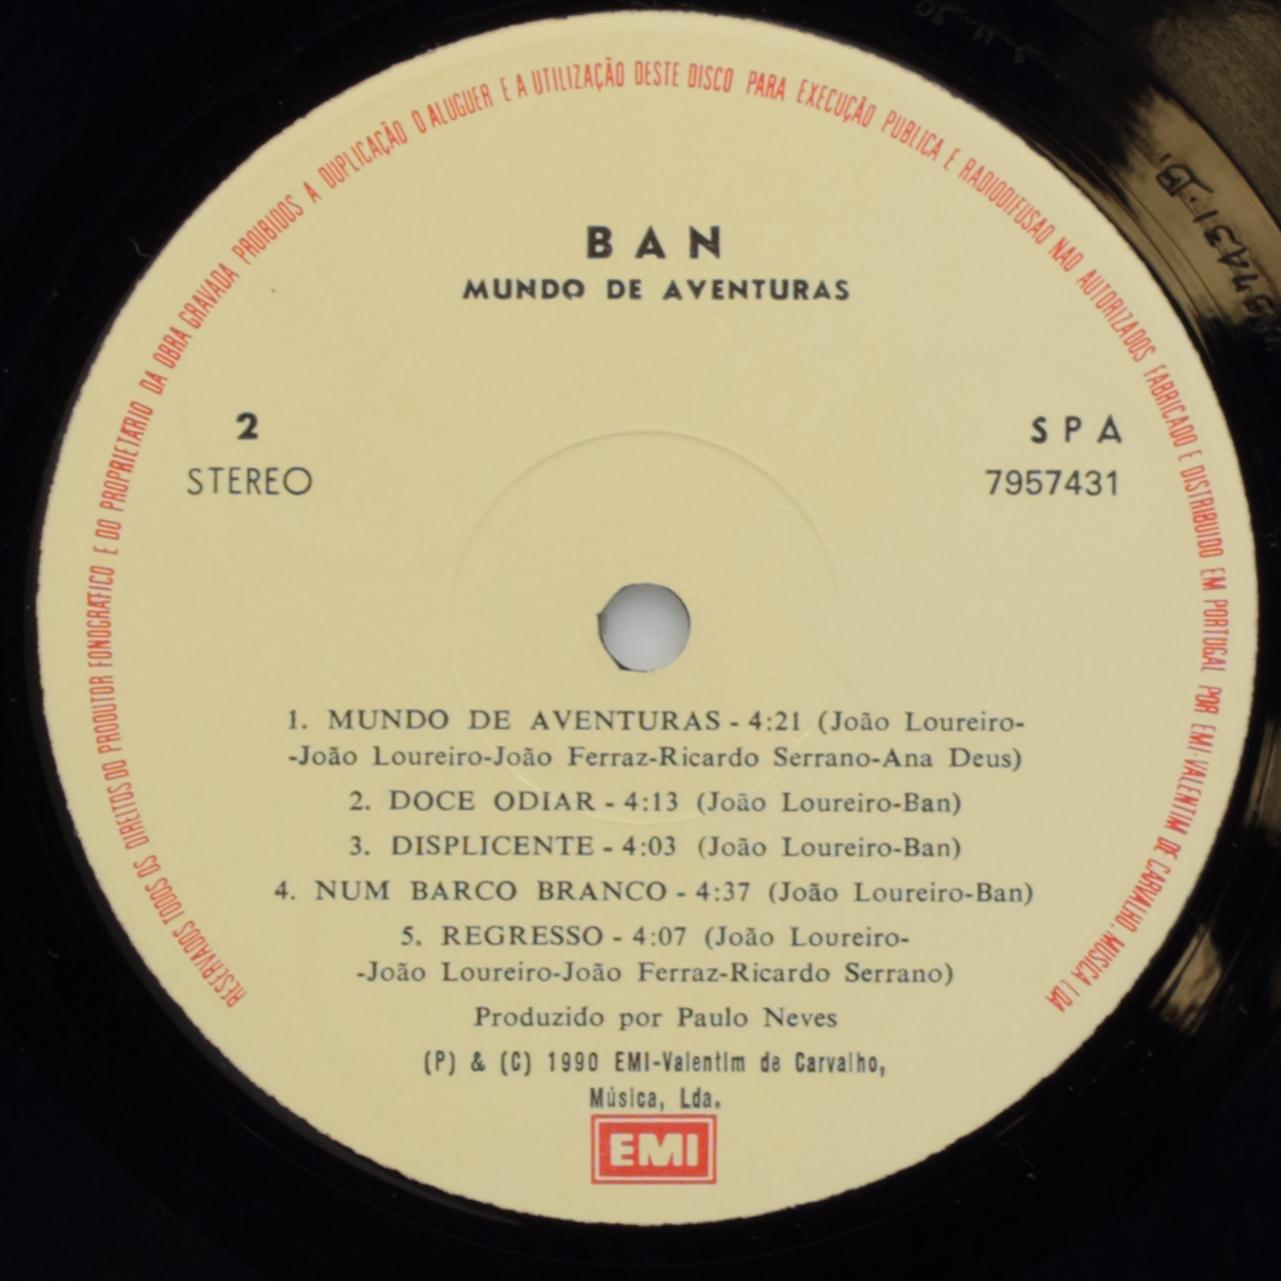 RESERVADOS TODOS OS DIREITOS DO PRODUTOR FONOGRÁFICO E DO PROPRIETARIO DA OBRA GRAVADA PROIBIDOS A DUPLICAÇÃO O ALUGUER E A UTILIZAÇÃO DESTE DISCO PARA EXECUÇÃO PUBLICA E RADIODIFUSAO NAO AUTORIZADOS FABRICADO E DISTRIBUIDO EM PORTUGAL POR EMI-VALENTIM DE CARVALHO, MUSICA LDA
BAN
MUNDO DE AVENTURAS
2
STEREO
SPA
7957431
1. MUNDO DE AVENTURAS - 4:21 (João Loureiro-
-João Loureiro-João Ferraz-Ricardo Serrano-Ana Deus)
2. DOCE ODIAR - 4:13 (João Loureiro-Ban)
3. DISPLICENTE - 4:03 (João Loureiro-Ban)
4. NUM BARCO BRANCO - 4:37 (João Loureiro-Ban)
5. REGRESSO - 4:07 (João Loureiro-
-João Loureiro-João Ferraz-Ricardo Serrano)
Produzido por Paulo Neves
(P) & (C) 1990 EMI-Valentim de Carvalho,
Música, Lda.
EMI